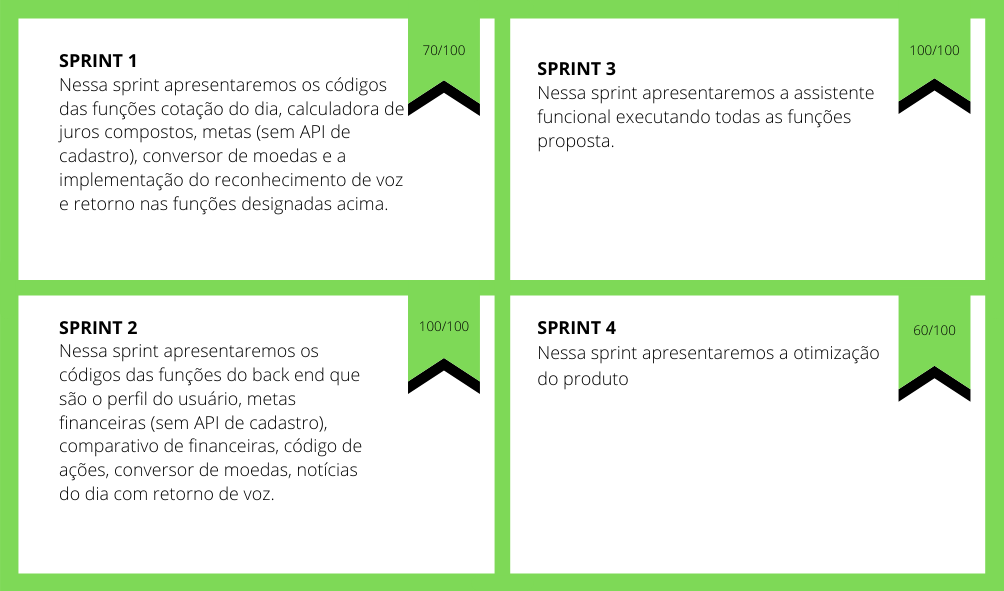 SPRINT 1
Nessa sprint apresentaremos os códigos
das funções cotação do dia, calculadora de
juros compostos, metas (sem API de
cadastro), conversor de moedas e a
implementação do reconhecimento de voz
e retorno nas funções designadas acima.
70/100
SPRINT 3
Nessa sprint apresentaremos a assistente
funcional executando todas as funções
proposta.
100/100
SPRINT 2
Nessa sprint apresentaremos os
códigos das funções do back end que
são o perfil do usuário, metas
financeiras (sem API de cadastro),
comparativo de financeiras, código de
ações, conversor de moedas, notícias
do dia com retorno de voz.
100/100
SPRINT 4
Nessa sprint apresentaremos a otimização
do produto
60/100